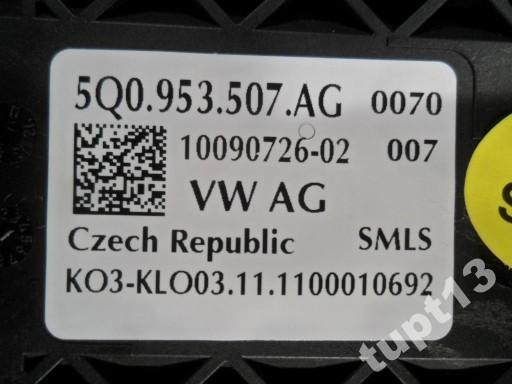 5Q0.953.507.AG 0070
10090726-02 007
VW AG
Czech Republic SMLS
KO3-KLO03.11.1100010692
tupt13